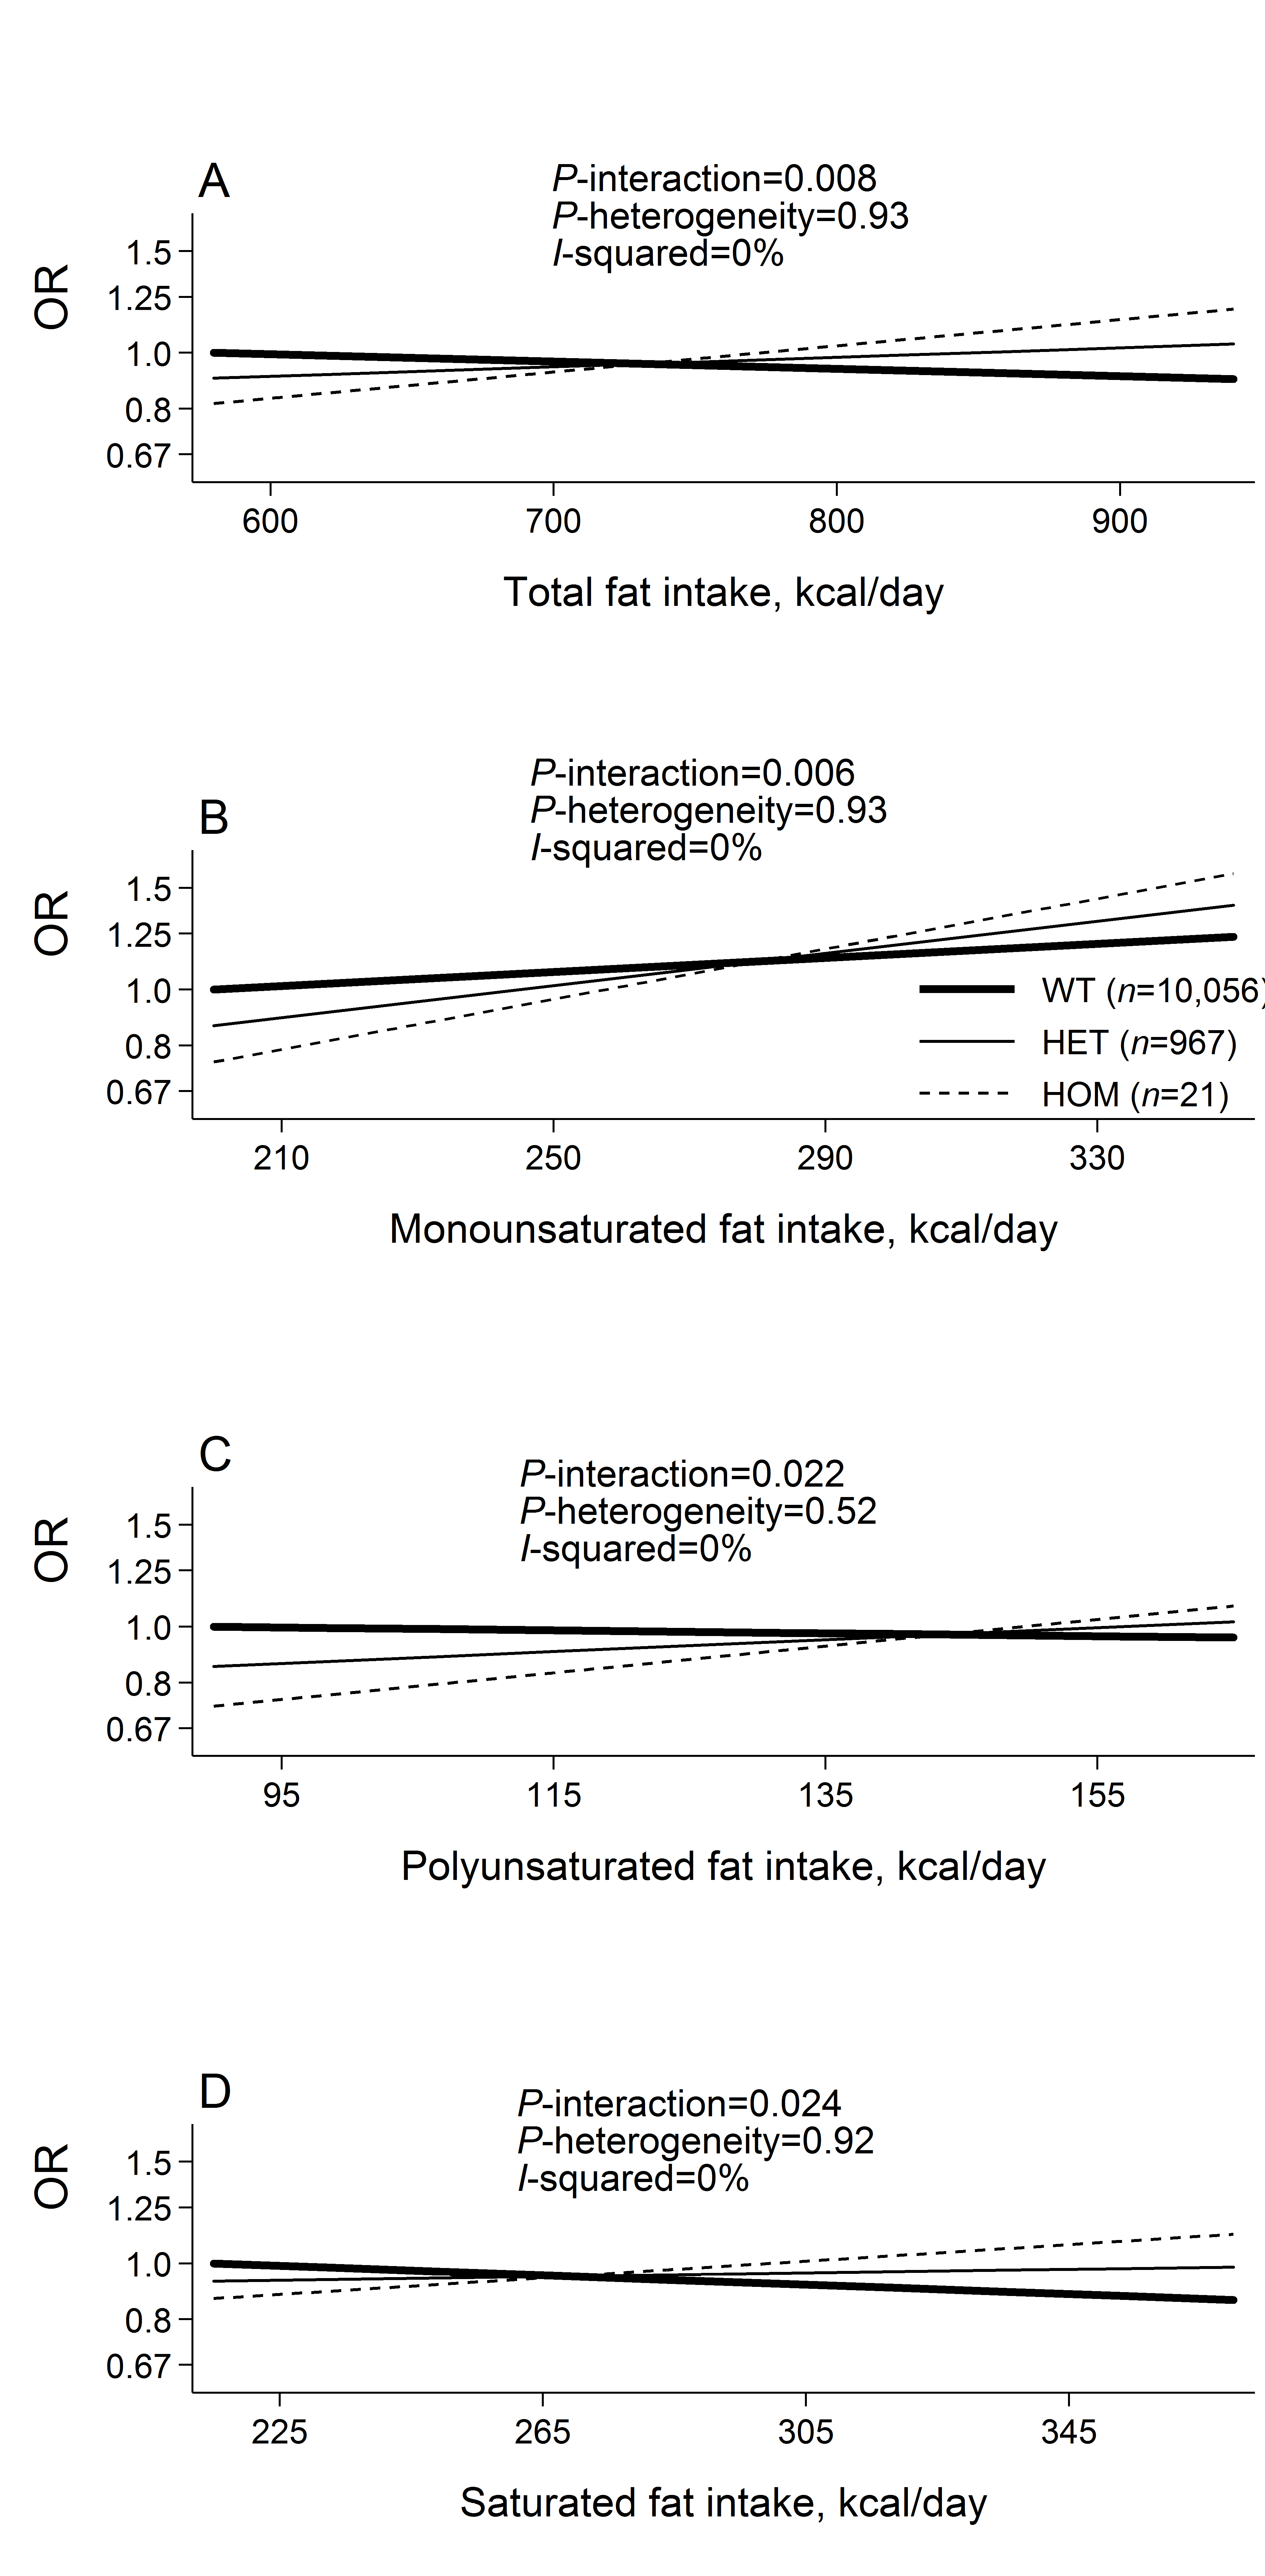 A
P-interaction=0.008
P-heterogeneity=0.93
I-squared=0%
OR
1.5
1.25
1.0
0.8
0.67
600 700 800 900
Total fat intake, kcal/day
B
P-interaction=0.006
P-heterogeneity=0.93
I-squared=0%
OR
1.5
1.25
1.0
0.8
0.67
WT (n=10,056)
HET (n=967)
HOM (n=21)
210 250 290 330
Monounsaturated fat intake, kcal/day
C
P-interaction=0.022
P-heterogeneity=0.52
I-squared=0%
OR
1.5
1.25
1.0
0.8
0.67
95 115 135 155
Polyunsaturated fat intake, kcal/day
D
P-interaction=0.024
P-heterogeneity=0.92
I-squared=0%
OR
1.5
1.25
1.0
0.8
0.67
225 265 305 345
Saturated fat intake, kcal/day